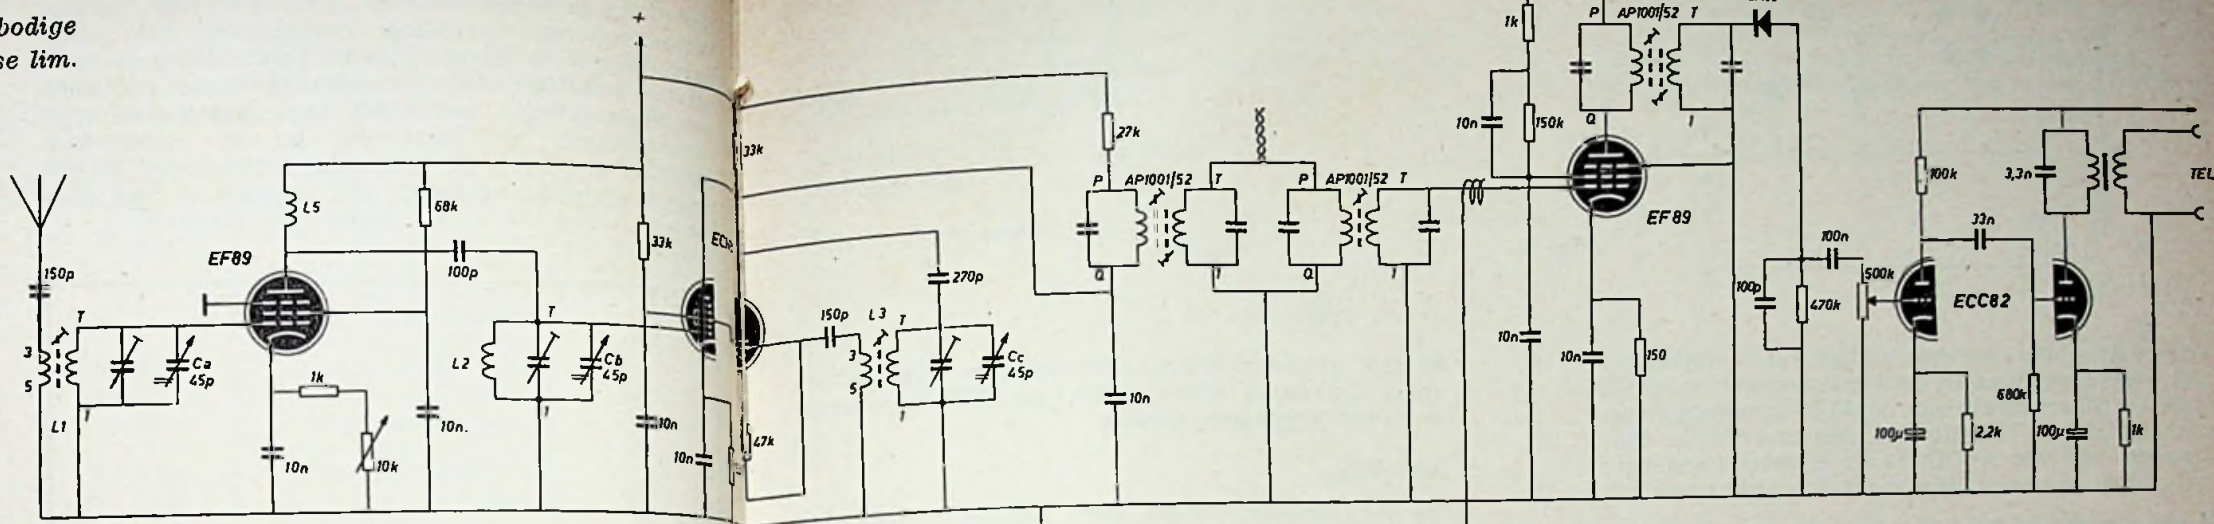 bodige
se lim.
+
150p
3
5
T
1
L1
Ca
45p
EF89
L5
68k
100p
1k
10n
10k
10n.
L2
T
1
Cb
45p
33k
10n
10n
33k
47k
150p
L3
3
5
T
1
270p
Cc
45p
27k
P
AP1001/52
T
Q
1
10n
P
AP1001/52
T
Q
1
1k
10n
150k
10n
P
AP1001/52
T
Q
1
EF89
10n
150
100p
470k
100n
500k
100k
33n
ECC82
100µ
2,2k
680k
100µ
1k
3,3n
TEL